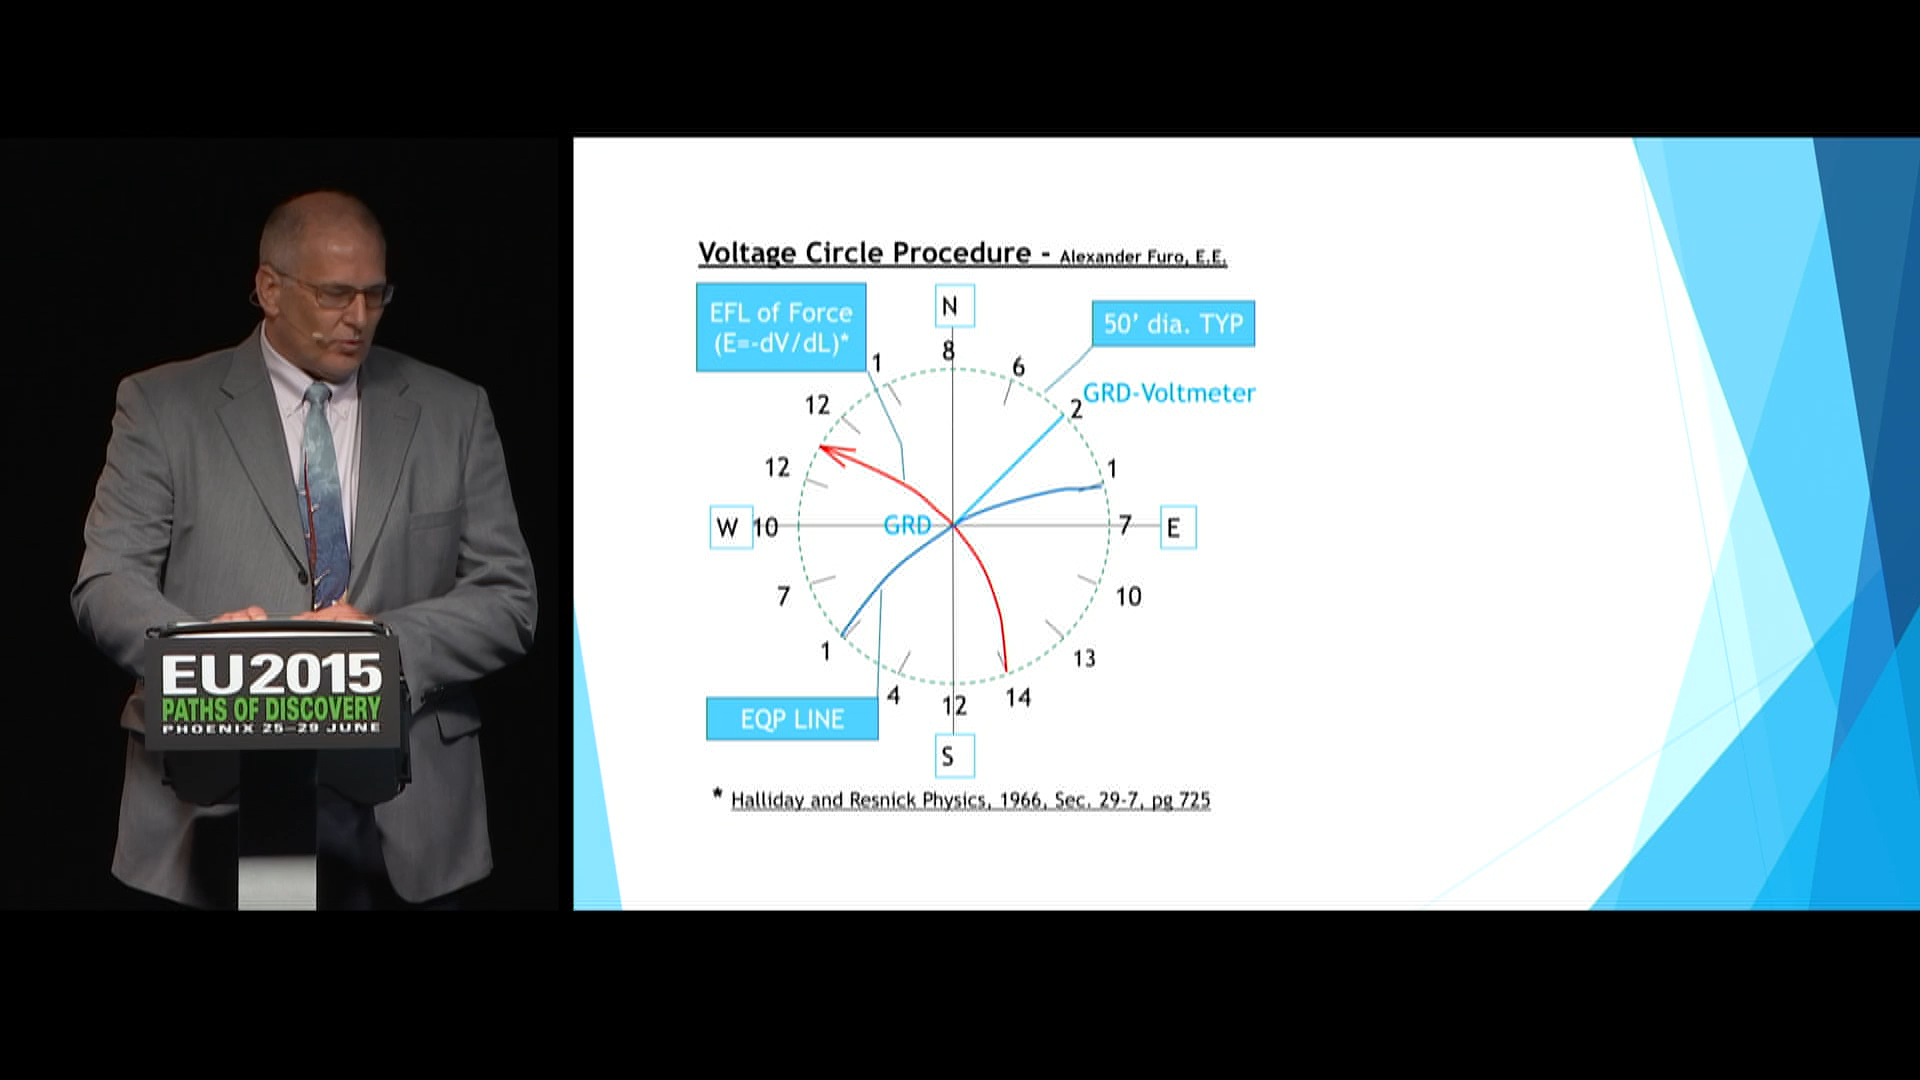 Voltage Circle Procedure - Alexander Furo, E.E.
EFL of Force
(E=-dV/dL)*
N
50' dia. TYP
1
8
6
GRD-Voltmeter
12
2
12
1
W
10
GRD
7
E
7
10
1
13
4
12
14
EQP LINE
S
* Halliday and Resnick Physics, 1966, Sec. 29-7, pg 725
EU2015
PATHS OF DISCOVERY
PHOENIX 25-29 JUNE